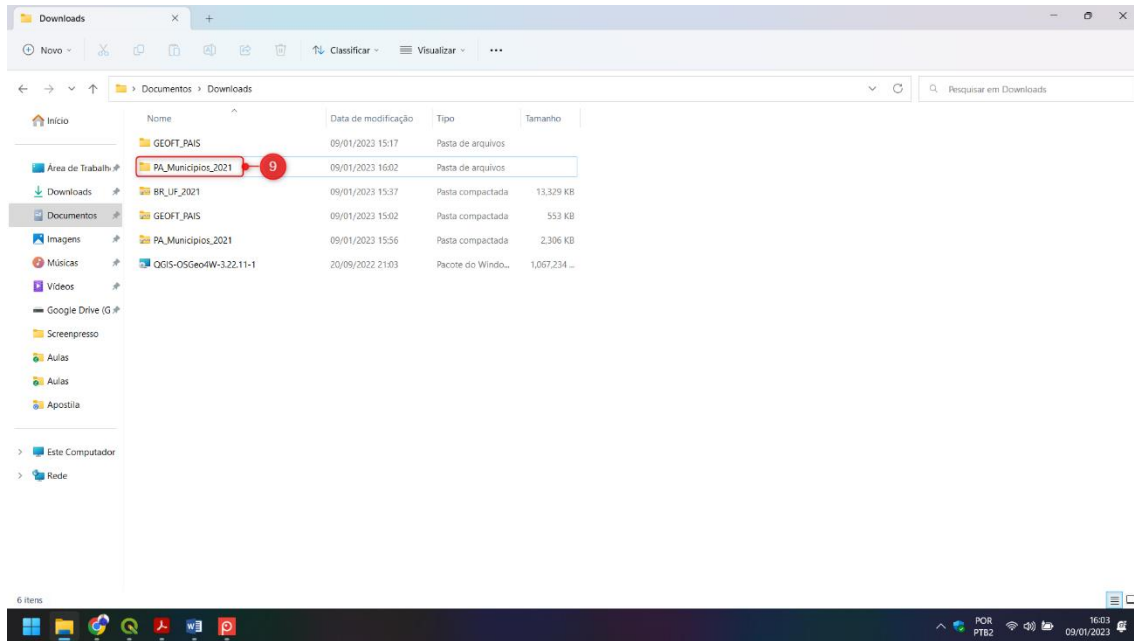 Downloads
Novo
Classificar
Visualizar
Documentos > Downloads
Pesquisar em Downloads
Início
Nome Data de modificação Tipo Tamanho
GEOFT_PAIS 09/01/2023 15:17 Pasta de arquivos
Área de Trabalh
PA_Municipios_2021 9 09/01/2023 16:02 Pasta de arquivos
Downloads
BR_UF_2021 09/01/2023 15:37 Pasta compactada 13,329 KB
Documentos
GEOFT_PAIS 09/01/2023 15:02 Pasta compactada 553 KB
Imagens
PA_Municipios_2021 09/01/2023 15:56 Pasta compactada 2,306 KB
Músicas
QGIS-OSGeo4W-3.22.11-1 20/09/2022 21:03 Pacote do Windo... 1,067,234 ...
Vídeos
Google Drive (G
Screenpresso
Aulas
Aulas
Apostila
Este Computador
Rede
6 itens
POR
PTB2
16:03
09/01/2023